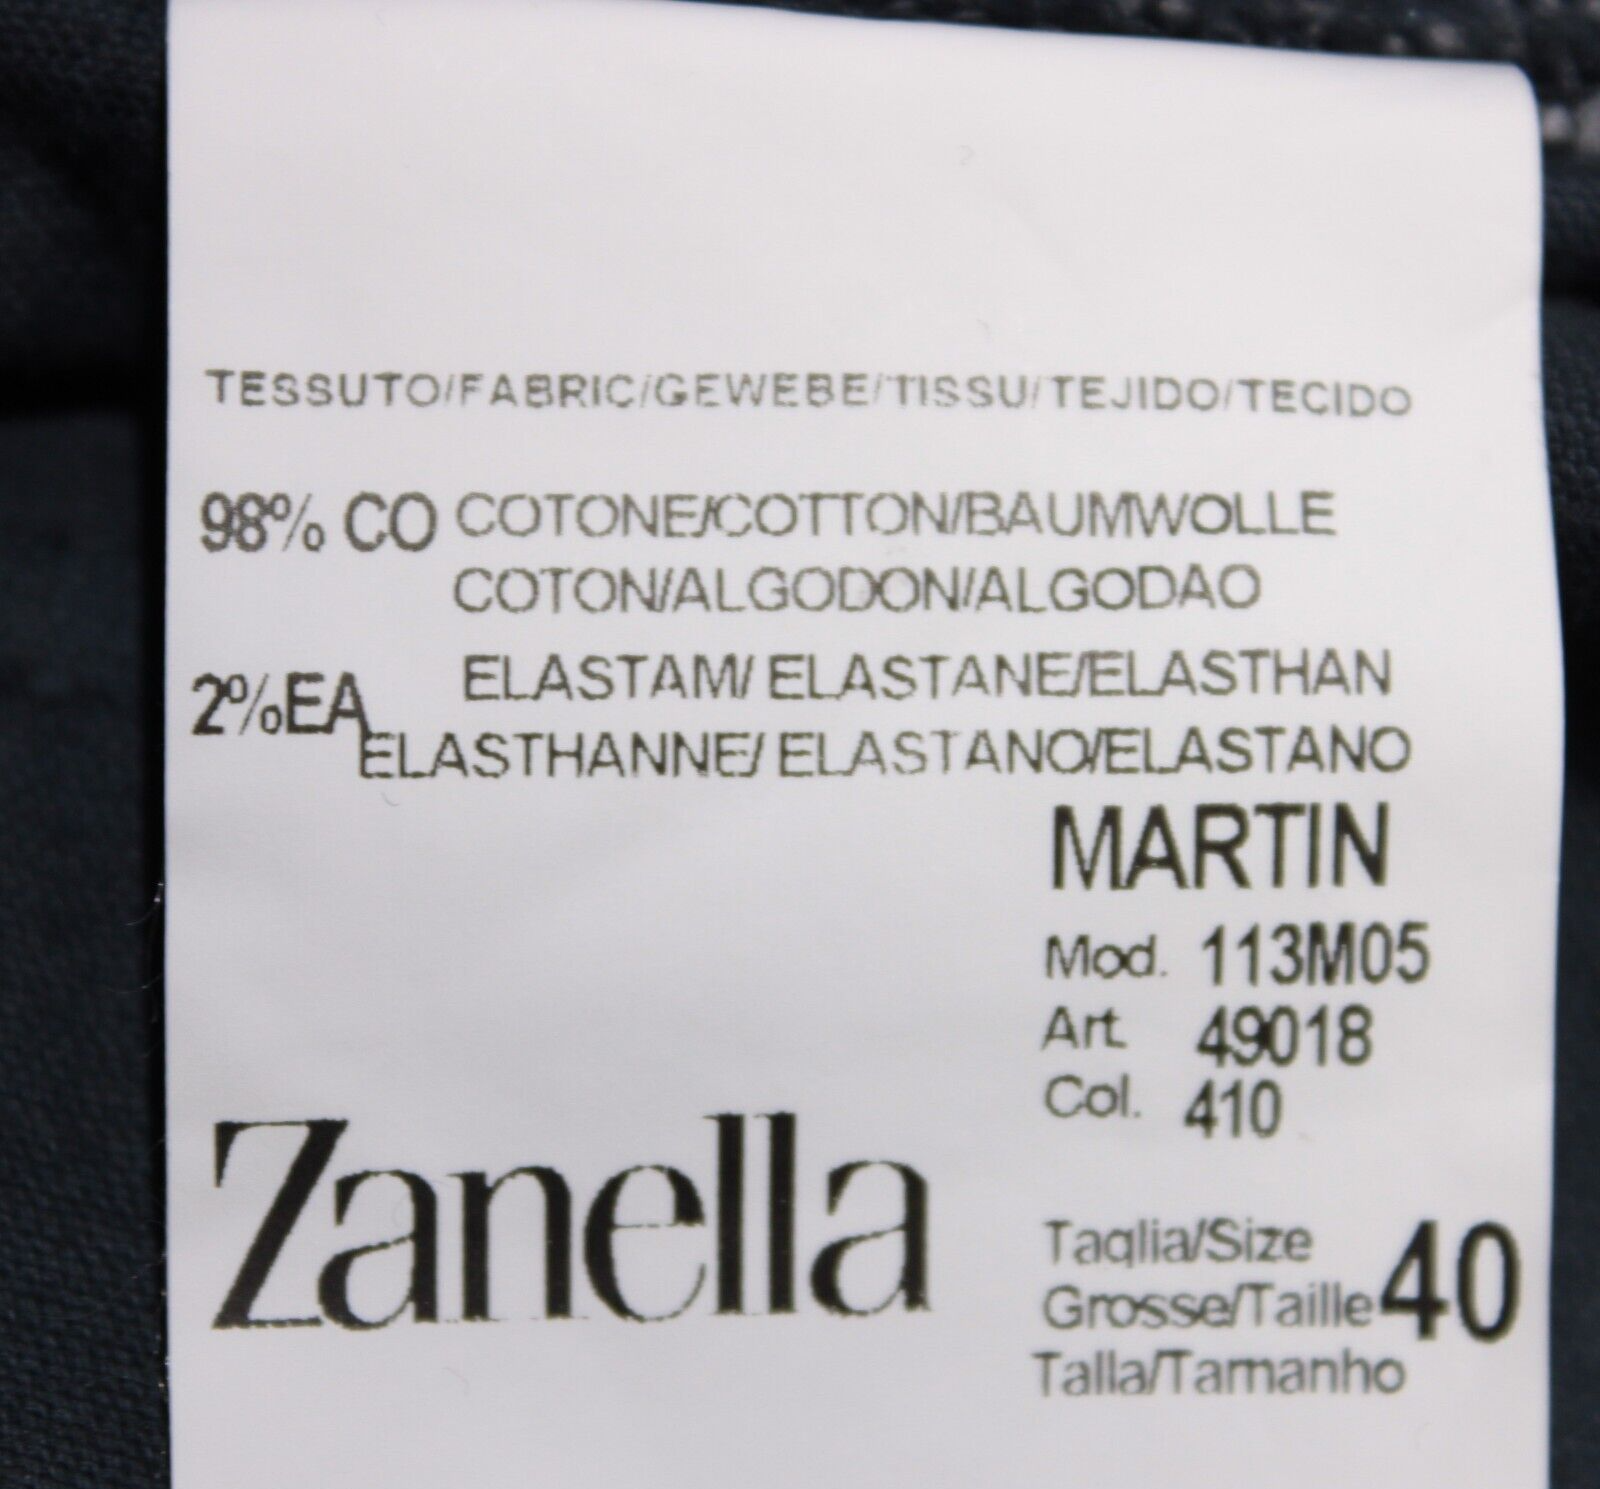 TESSUTO/FABRIC/GEWEBE/TISSU/TEJIDO/TECIDO
98% CO COTONE/COTTON/BAUMWOLLE
COTON/ALGODON/ALGODAO
2%EA ELASTAM/ ELASTANE/ELASTHAN
ELASTHANNE/ ELASTANO/ELASTANO
MARTIN
Mod. 113M05
Art. 49018
Col. 410
Zanella
Taglia/Size
Grosse/Taille 40
Talla/Tamanho